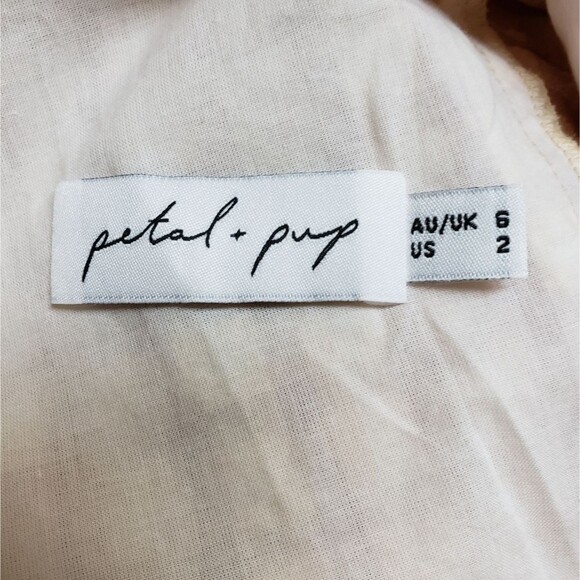 petal + pup
AU/UK 6
US 2